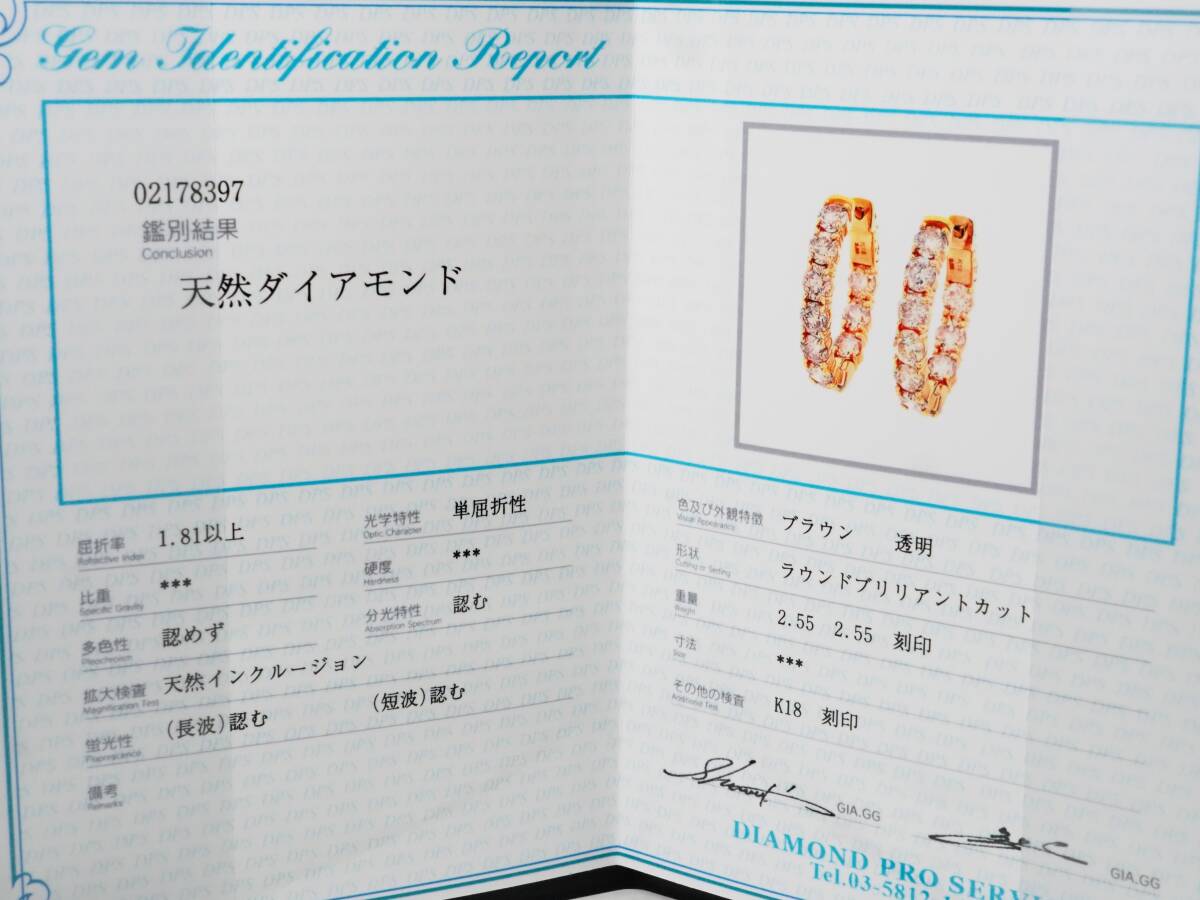 Gem Identification Report
02178397
鑑別結果
Conclusion
天然ダイアモンド
屈折率 1.81以上
Refractive Index
光学特性 単屈折性
Optic Character
比重 ***
Specific Gravity
硬度 ***
Hardness
多色性 認めず
Pleochroism
分光特性 認む
Absorption Spectrum
拡大検査 天然インクルージョン
Magnification Test
蛍光性 (長波)認む (短波)認む
Fluorescence
備考
Remarks
色及び外観特徴 ブラウン 透明
Visual Appearance
形状 ラウンドブリリアントカット
Cutting or Setting
重量 2.55 2.55 刻印
Weight
寸法 ***
Size
その他の検査 K18 刻印
Additional Test
GIA.GG
GIA.GG
DIAMOND PRO SERVI
Tel.03-5812